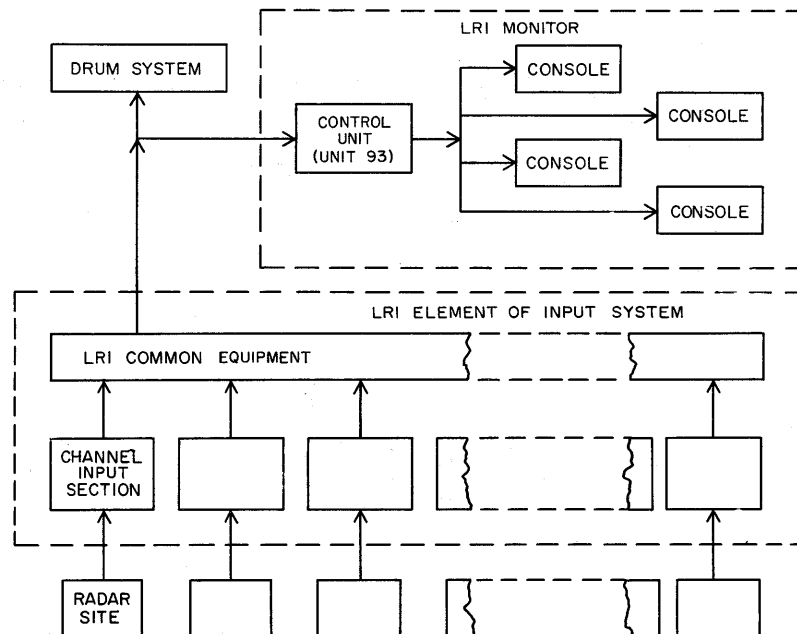 LRI MONITOR
DRUM SYSTEM
CONSOLE
CONSOLE
CONTROL
UNIT
(UNIT 93)
CONSOLE
CONSOLE
LRI ELEMENT OF INPUT SYSTEM
LRI COMMON EQUIPMENT
CHANNEL
INPUT
SECTION
RADAR
SITE